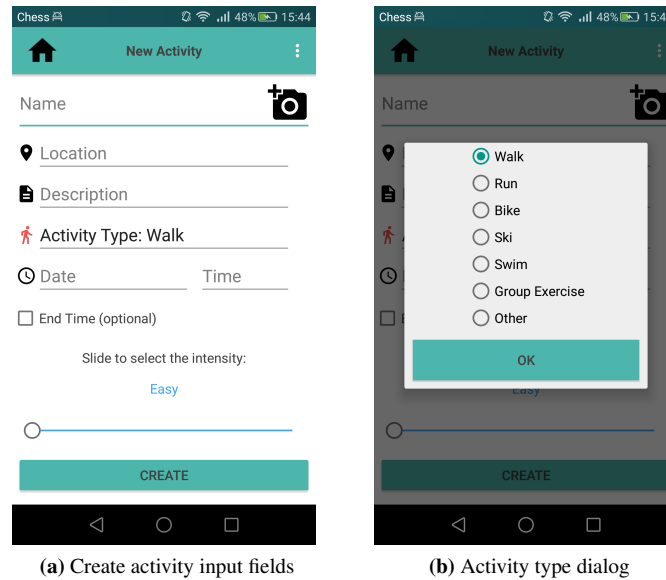 Chess 48% 15:44
New Activity
Name
Location
Description
Activity Type: Walk
Date Time
End Time (optional)
Slide to select the intensity:
Easy
CREATE
(a) Create activity input fields
Chess 48% 15:4
New Activity
Name
Walk
Run
Bike
Ski
Swim
Group Exercise
Other
OK
Easy
CREATE
(b) Activity type dialog